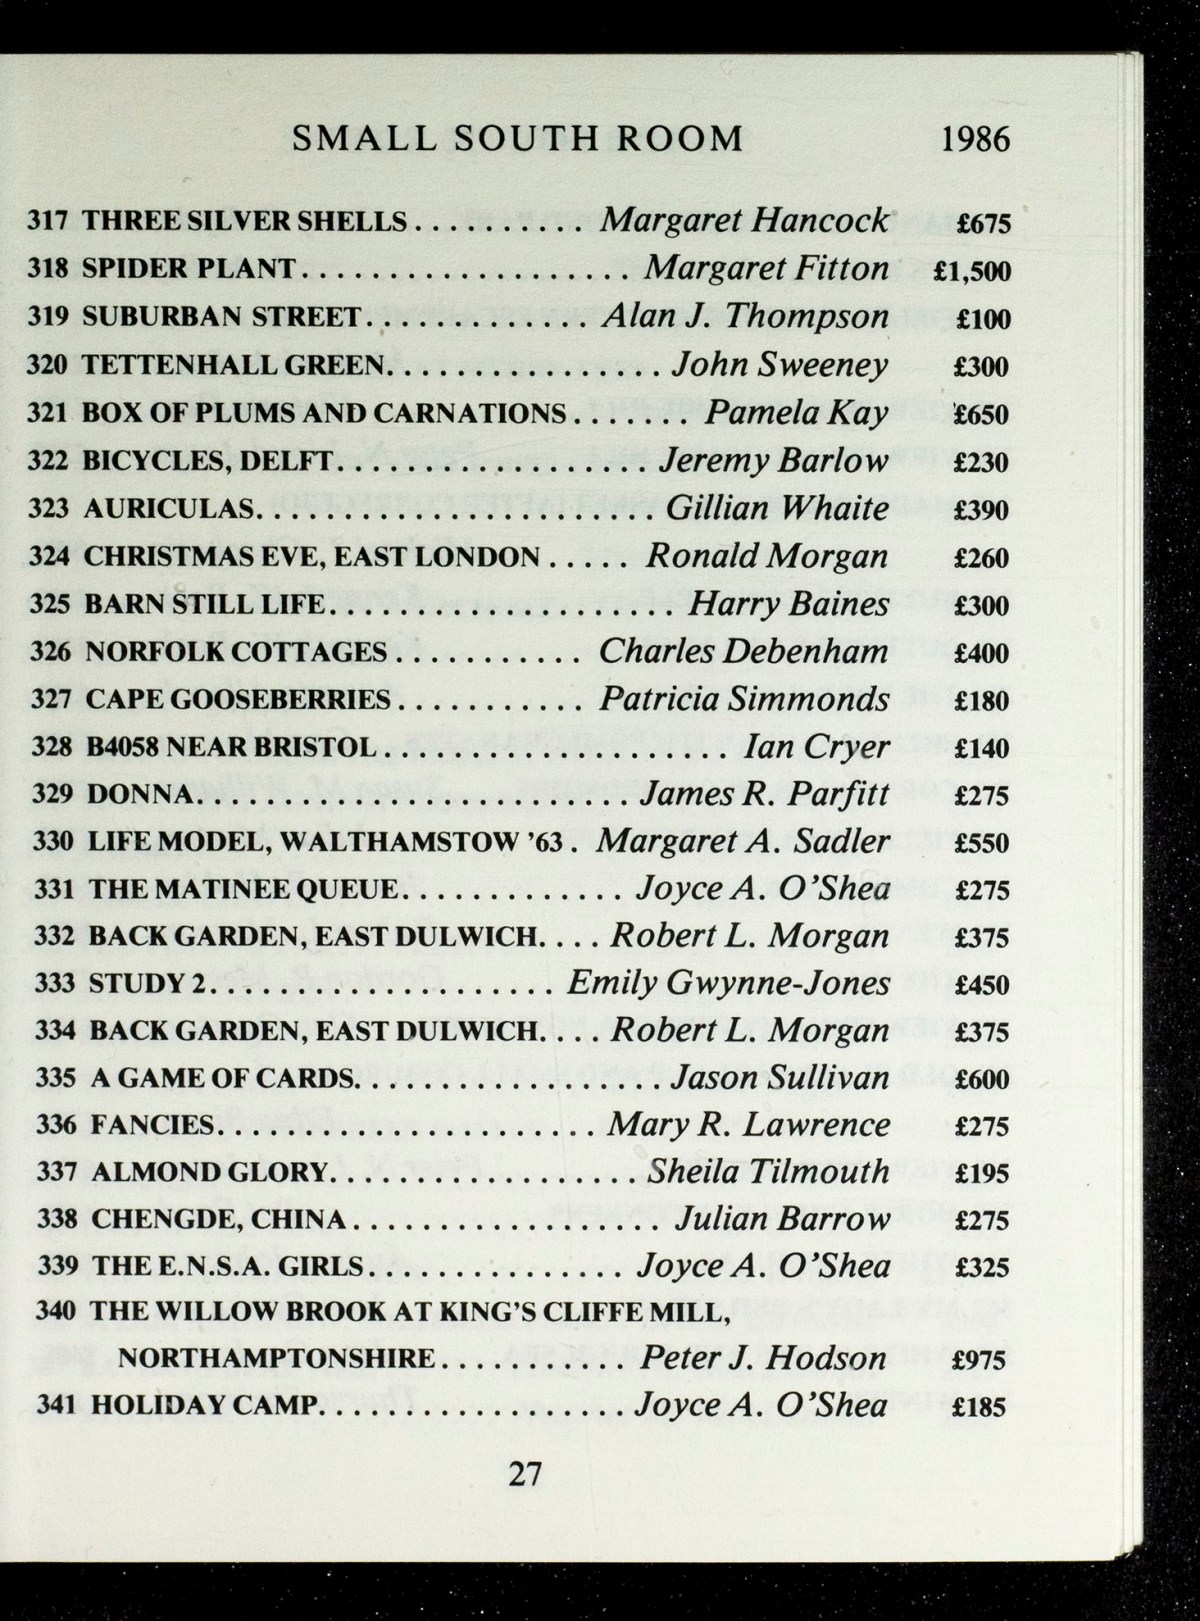 SMALL SOUTH ROOM 1986
317 THREE SILVER SHELLS.......... Margaret Hancock £675
318 SPIDER PLANT................... Margaret Fitton £1,500
319 SUBURBAN STREET............. Alan J. Thompson £100
320 TETTENHALL GREEN................ John Sweeney £300
321 BOX OF PLUMS AND CARNATIONS....... Pamela Kay £650
322 BICYCLES, DELFT.................. Jeremy Barlow £230
323 AURICULAS....................... Gillian Whaite £390
324 CHRISTMAS EVE, EAST LONDON..... Ronald Morgan £260
325 BARN STILL LIFE.................... Harry Baines £300
326 NORFOLK COTTAGES........... Charles Debenham £400
327 CAPE GOOSEBERRIES........... Patricia Simmonds £180
328 B4058 NEAR BRISTOL.................... Ian Cryer £140
329 DONNA......................... James R. Parfitt £275
330 LIFE MODEL, WALTHAMSTOW '63. Margaret A. Sadler £550
331 THE MATINEE QUEUE............. Joyce A. O'Shea £275
332 BACK GARDEN, EAST DULWICH.... Robert L. Morgan £375
333 STUDY 2.................... Emily Gwynne-Jones £450
334 BACK GARDEN, EAST DULWICH.... Robert L. Morgan £375
335 A GAME OF CARDS.................. Jason Sullivan £600
336 FANCIES...................... Mary R. Lawrence £275
337 ALMOND GLORY.................. Sheila Tilmouth £195
338 CHENGDE, CHINA.................. Julian Barrow £275
339 THE E.N.S.A. GIRLS............... Joyce A. O'Shea £325
340 THE WILLOW BROOK AT KING'S CLIFFE MILL,
NORTHAMPTONSHIRE........... Peter J. Hodson £975
341 HOLIDAY CAMP.................. Joyce A. O'Shea £185
27